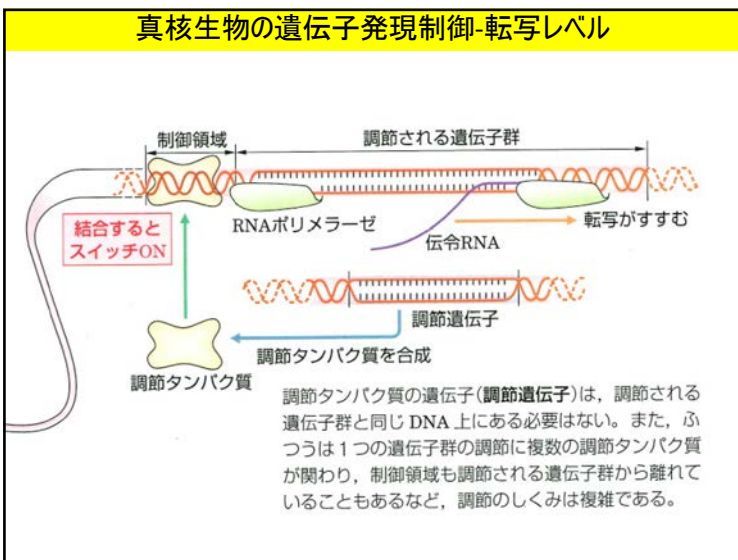 真核生物の遺伝子発現制御-転写レベル
制御領域
調節される遺伝子群
結合すると
スイッチON
RNAポリメラーゼ
伝令RNA
転写がすすむ
調節遺伝子
調節タンパク質を合成
調節タンパク質
調節タンパク質の遺伝子(調節遺伝子)は，調節される
遺伝子群と同じ DNA 上にある必要はない。また，ふ
つうは１つの遺伝子群の調節に複数の調節タンパク質
が関わり，制御領域も調節される遺伝子群から離れて
いることもあるなど，調節のしくみは複雑である。